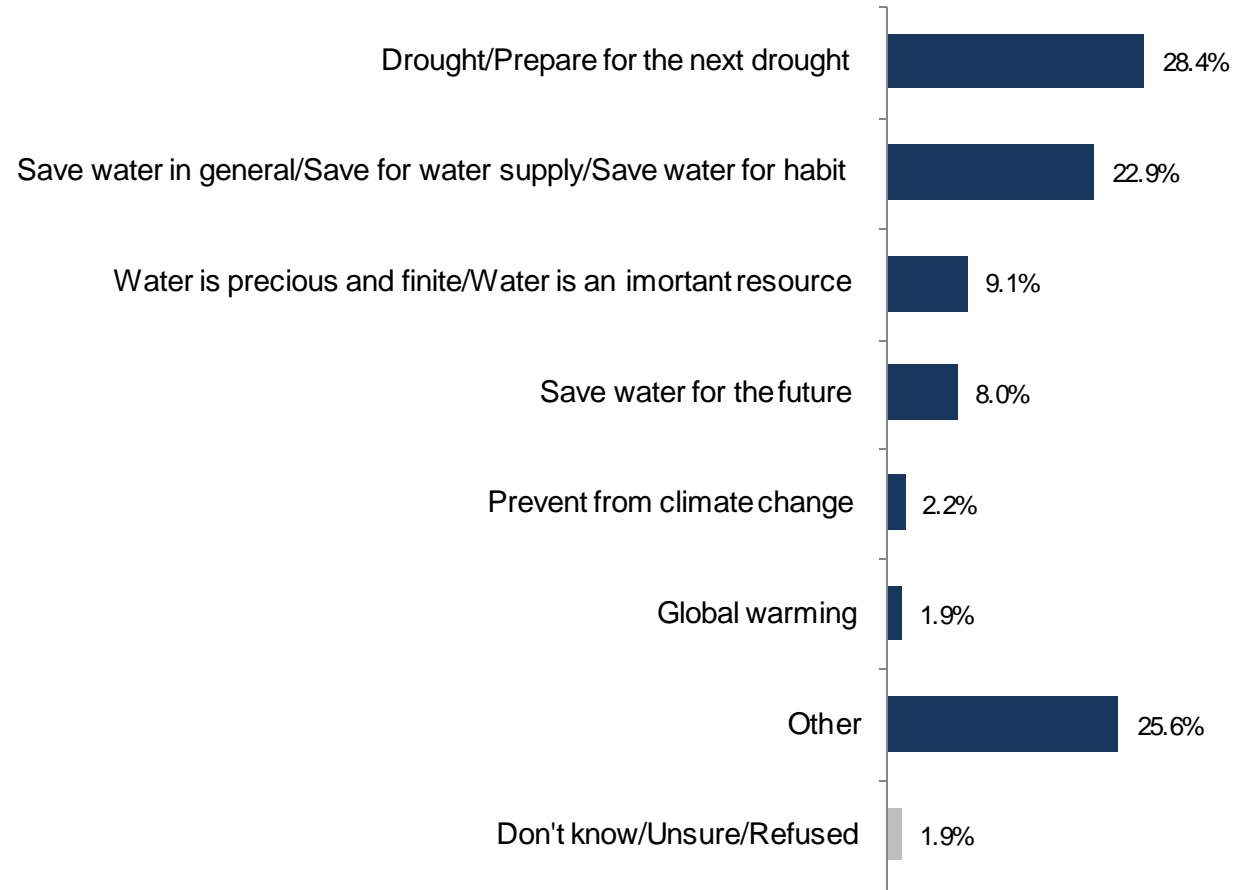 Drought/Prepare for the next drought 28.4%
Save water in general/Save for water supply/Save water for habit 22.9%
Water is precious and finite/Water is an imortant resource 9.1%
Save water for the future 8.0%
Prevent from climate change 2.2%
Global warming 1.9%
Other 25.6%
Don't know/Unsure/Refused 1.9%